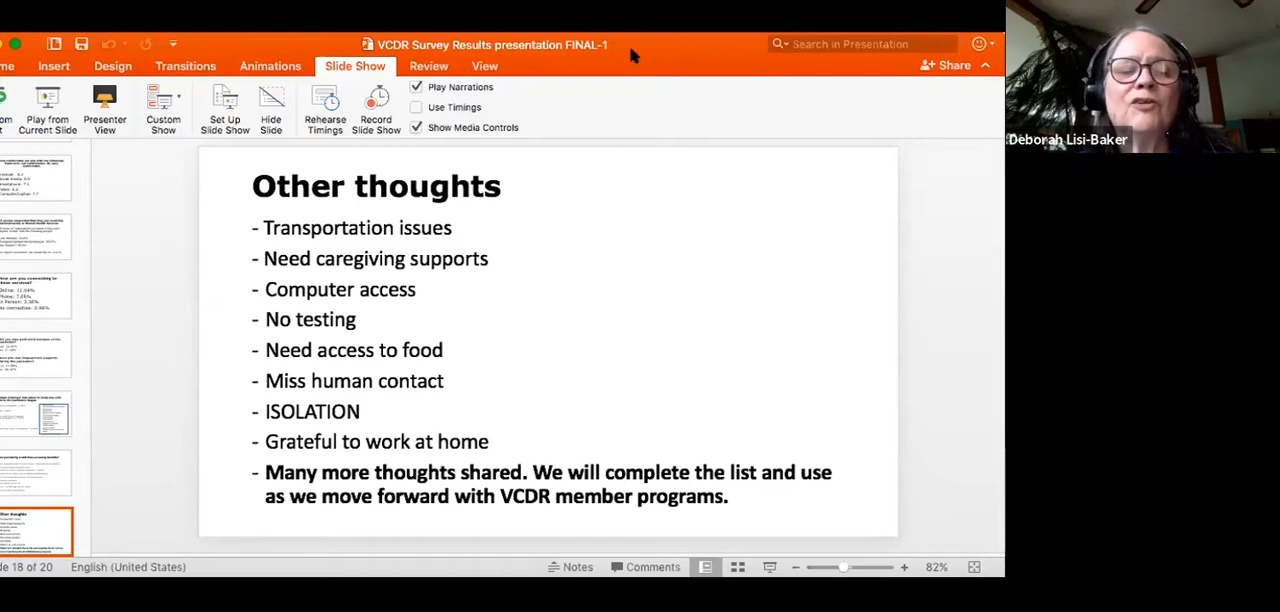 VCDR Survey Results presentation FINAL-1
Search in Presentation
Insert Design Transitions Animations Slide Show Review View
Share
Play from Current Slide
Presenter View
Custom Show
Set Up Slide Show
Hide Slide
Rehearse Timings
Record Slide Show
Play Narrations
Use Timings
Show Media Controls
Deborah Lisi-Baker
Other thoughts
- Transportation issues
- Need caregiving supports
- Computer access
- No testing
- Need access to food
- Miss human contact
- ISOLATION
- Grateful to work at home
- Many more thoughts shared. We will complete the list and use
as we move forward with VCDR member programs.
18 of 20 English (United States) Notes Comments 82%